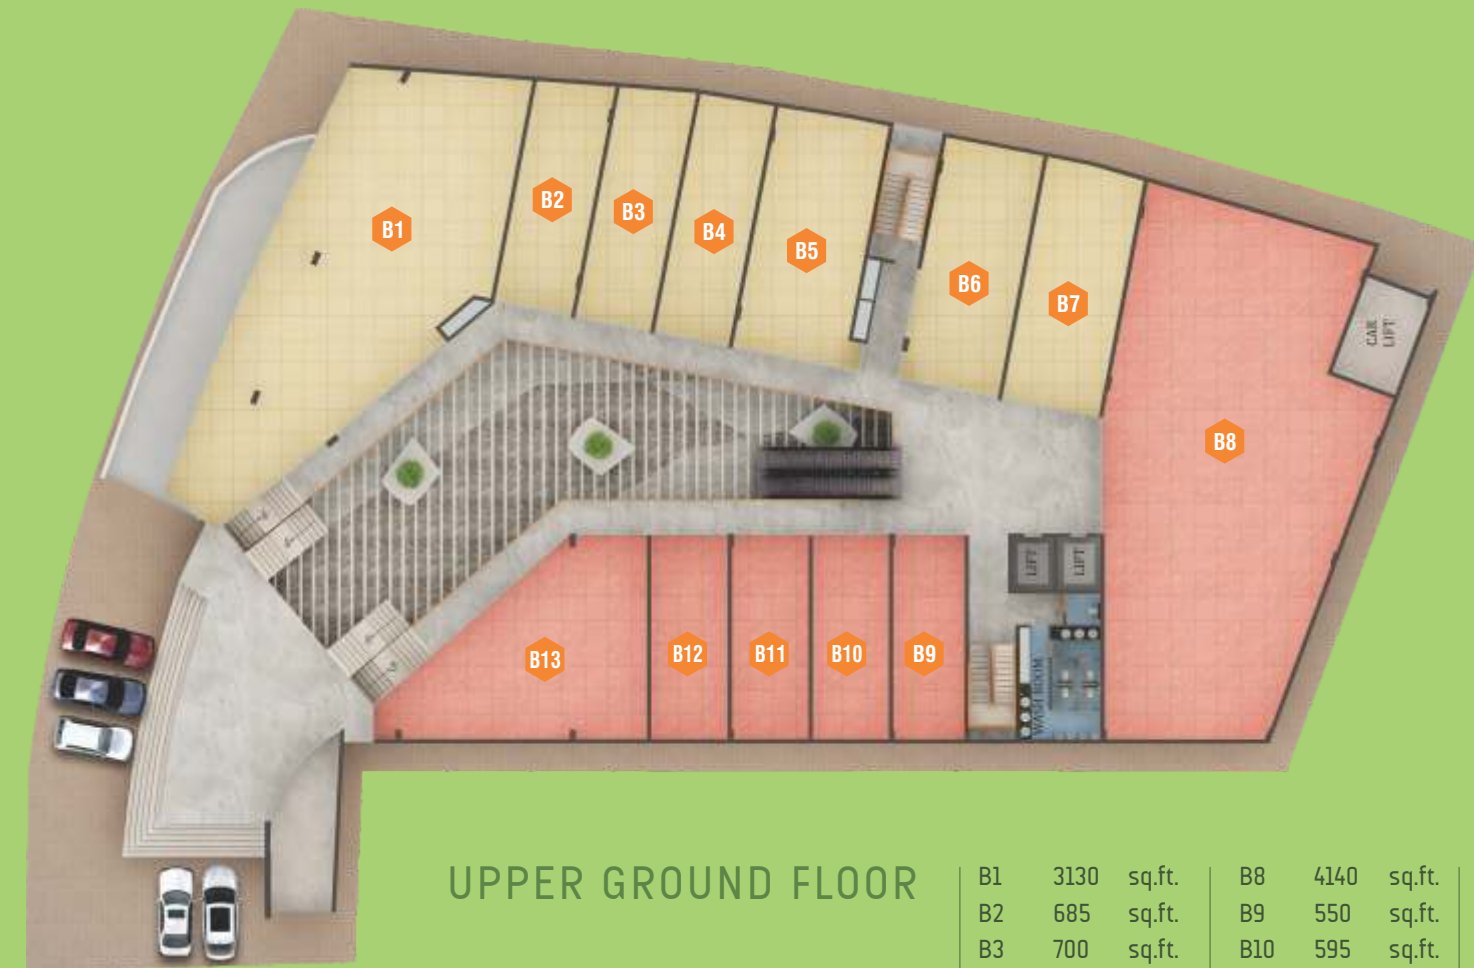 B1
B2
B3
B4
B5
B6
B7
CAR
LIFT
B8
LIFT
LIFT
B13
B12
B11
B10
B9
WASH ROOM
UPPER GROUND FLOOR
B1 3130 sq.ft.
B2 685 sq.ft.
B3 700 sq.ft.
B8 4140 sq.ft.
B9 550 sq.ft.
B10 595 sq.ft.